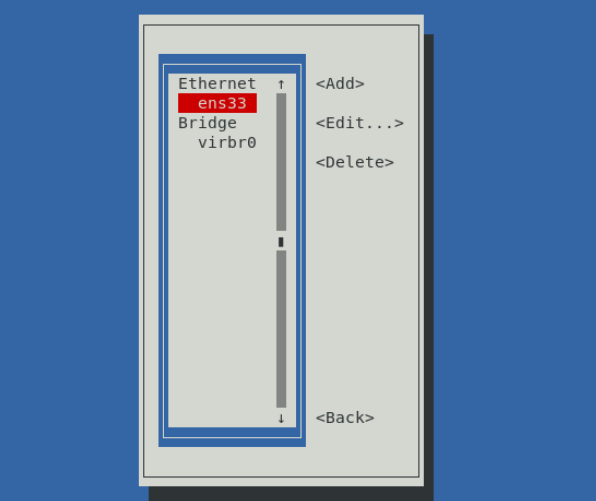 Ethernet ↑ <Add>
ens33
Bridge <Edit...>
virbr0
<Delete>
↓ <Back>